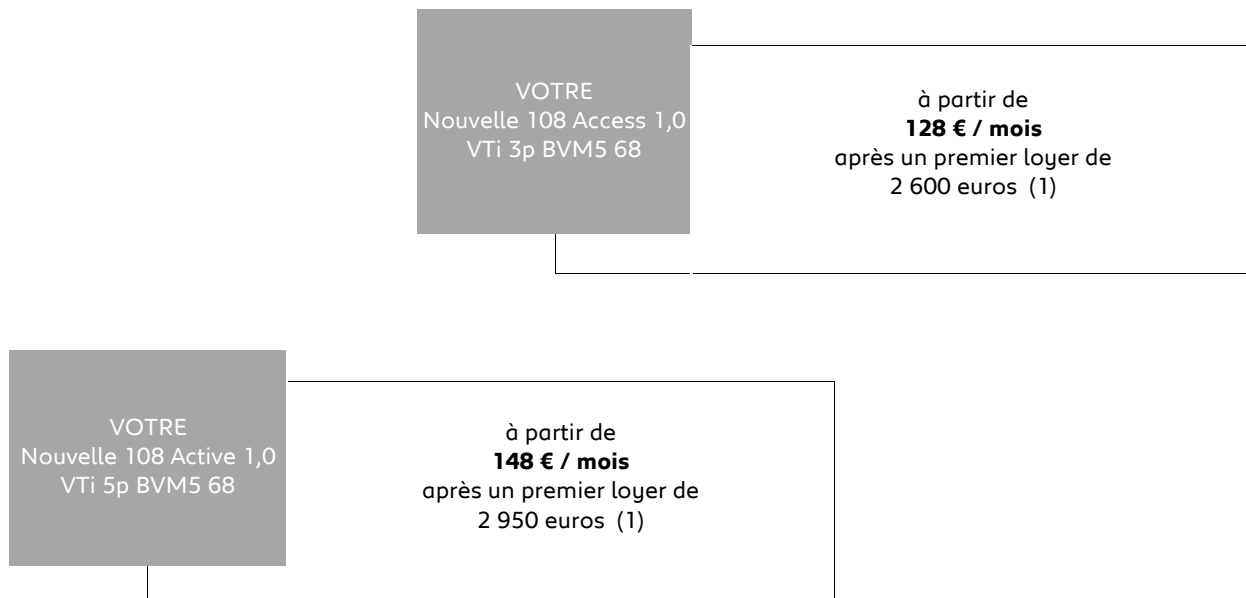 VOTRE
Nouvelle 108 Access 1,0
VTi 3p BVM5 68
à partir de
128 € / mois
après un premier loyer de
2 600 euros (1)
VOTRE
Nouvelle 108 Active 1,0
VTi 5p BVM5 68
à partir de
148 € / mois
après un premier loyer de
2 950 euros (1)